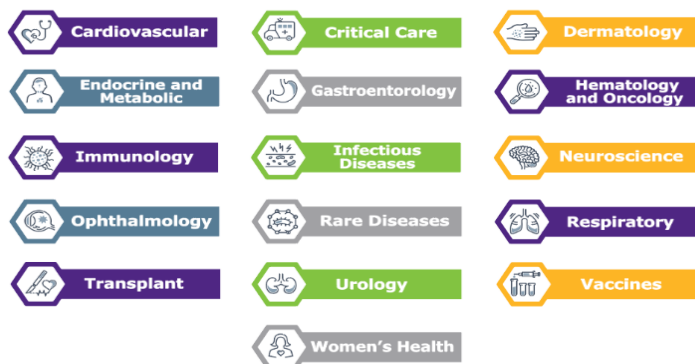 Cardiovascular
Critical Care
Dermatology
Endocrine and
Metabolic
Gastroentorology
Hematology
and Oncology
Immunology
Infectious
Diseases
Neuroscience
Ophthalmology
Rare Diseases
Respiratory
Transplant
Urology
Vaccines
Women's Health